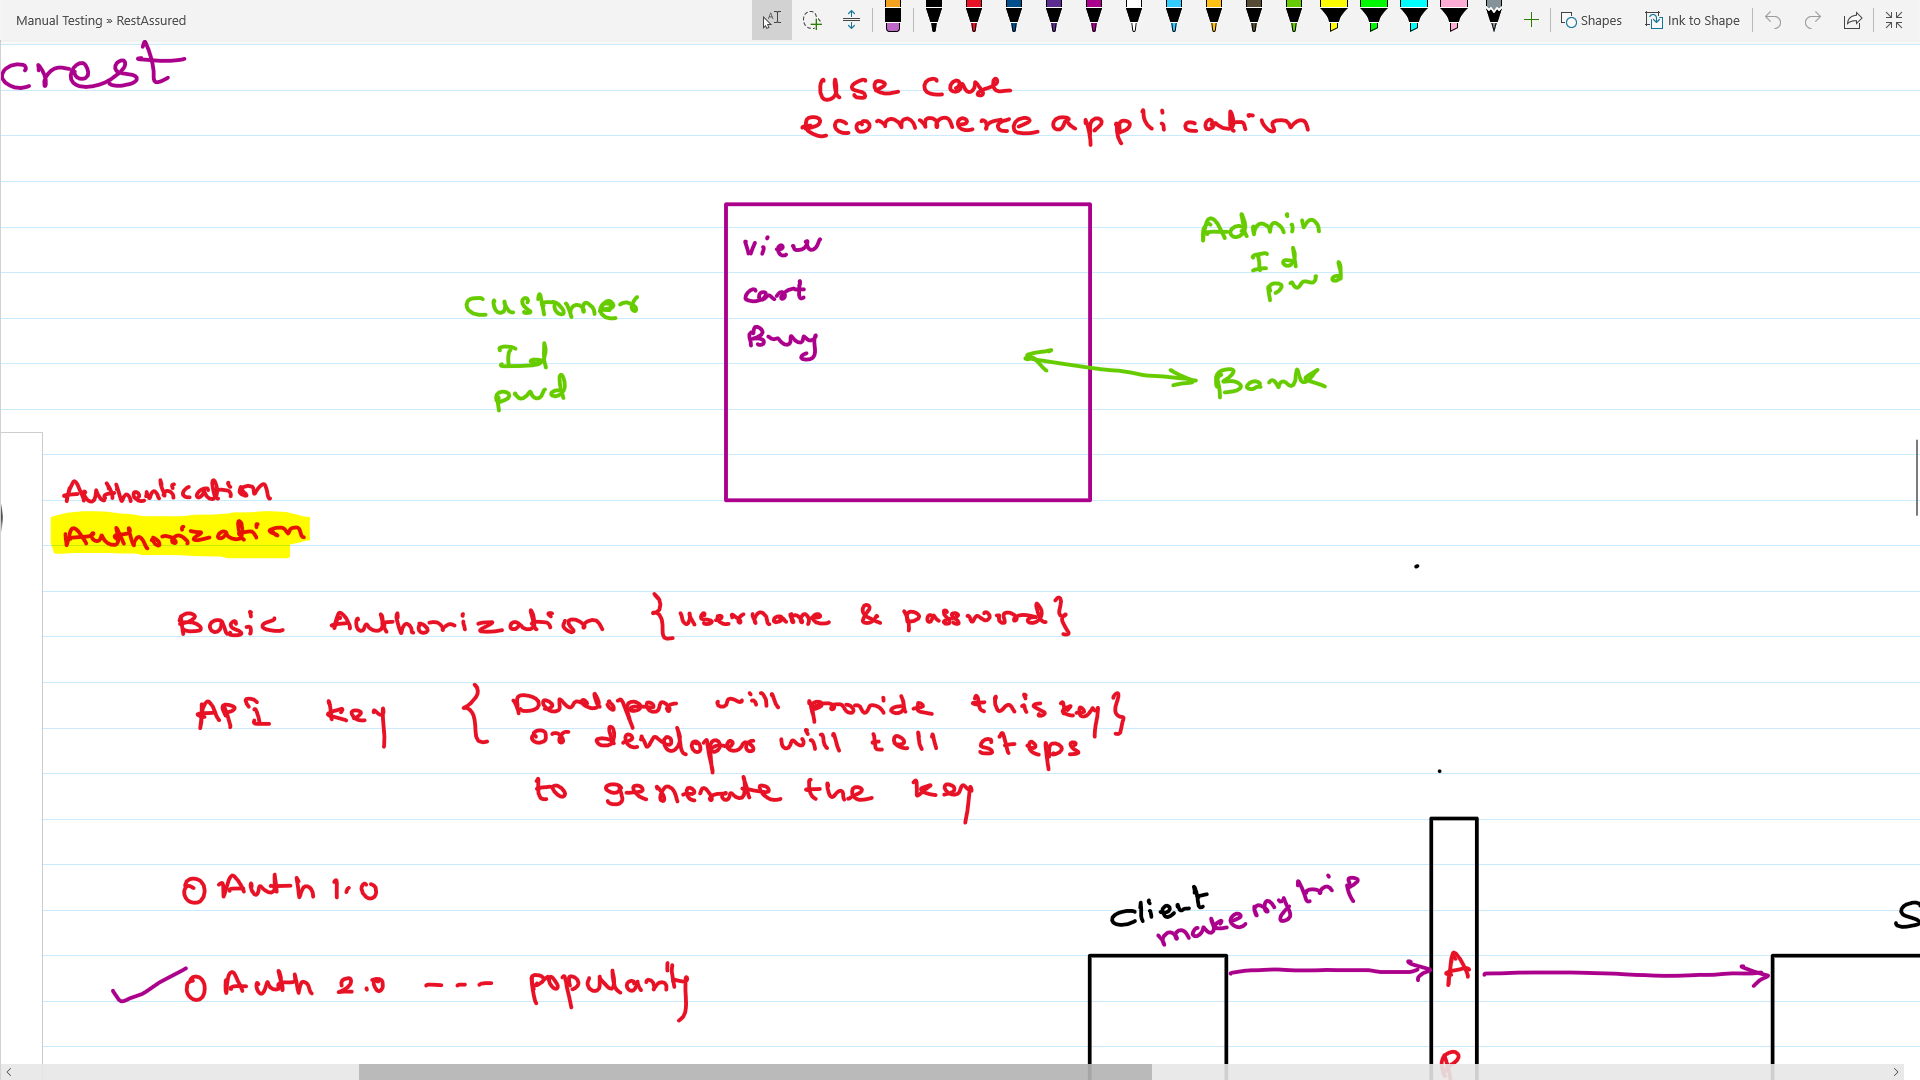 Manual Testing » RestAssured
Shapes
Ink to Shape
crest
use case
ecommerce application
view
cart
Buy
Customer
Id
pwd
Admin
Id
pwd
Bank
Authentication
Authorization
Basic Authorization {username & password}
API key { Developer will provide this key}
or developer will tell steps
to generate the key
OAuth 1.0
OAuth 2.0 ---- popularity
Client
make my trip
A
P
S